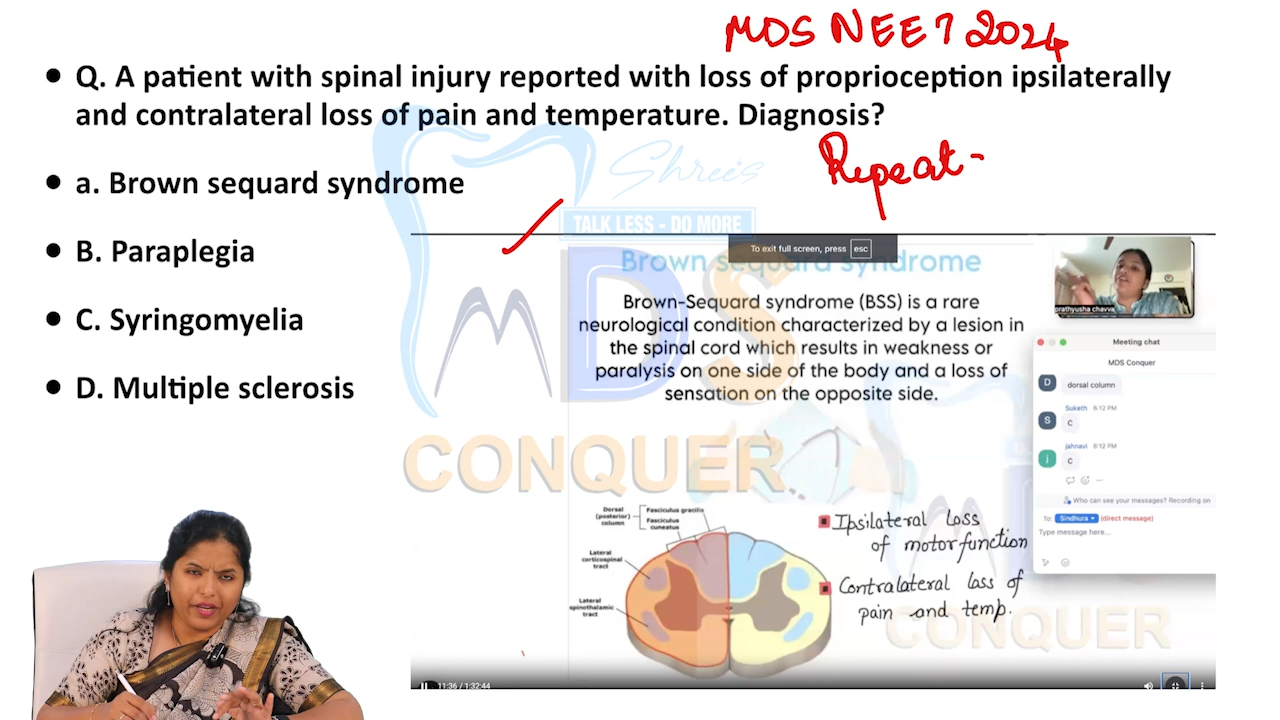 MDS NEET 2024
• Q. A patient with spinal injury reported with loss of proprioception ipsilaterally
and contralateral loss of pain and temperature. Diagnosis?
Repeat-
• a. Brown sequard syndrome
• B. Paraplegia
• C. Syringomyelia
• D. Multiple sclerosis
Shree's
TALK LESS - DO MORE
MDS
CONQUER
To exit full screen, press esc
Brown sequard syndrome
Brown-Sequard syndrome (BSS) is a rare
neurological condition characterized by a lesion in
the spinal cord which results in weakness or
paralysis on one side of the body and a loss of
sensation on the opposite side.
Dorsal
(posterior)
column
Fasciculus gracilis
Fasciculus
cuneatus
Lateral
corticospinal
tract
Lateral
spinothalamic
tract
Ipsilateral loss
of motor function
Contralateral loss of
pain and temp.
CONQUER
prathyusha chavva
Meeting chat
MDS Conquer
D
dorsal column
Suketh 6:12 PM
S
C
jahnavi 6:12 PM
j
C
Who can see your messages? Recording on
To: Sindhura (direct message)
Type message here...
11:36 / 1:32:44